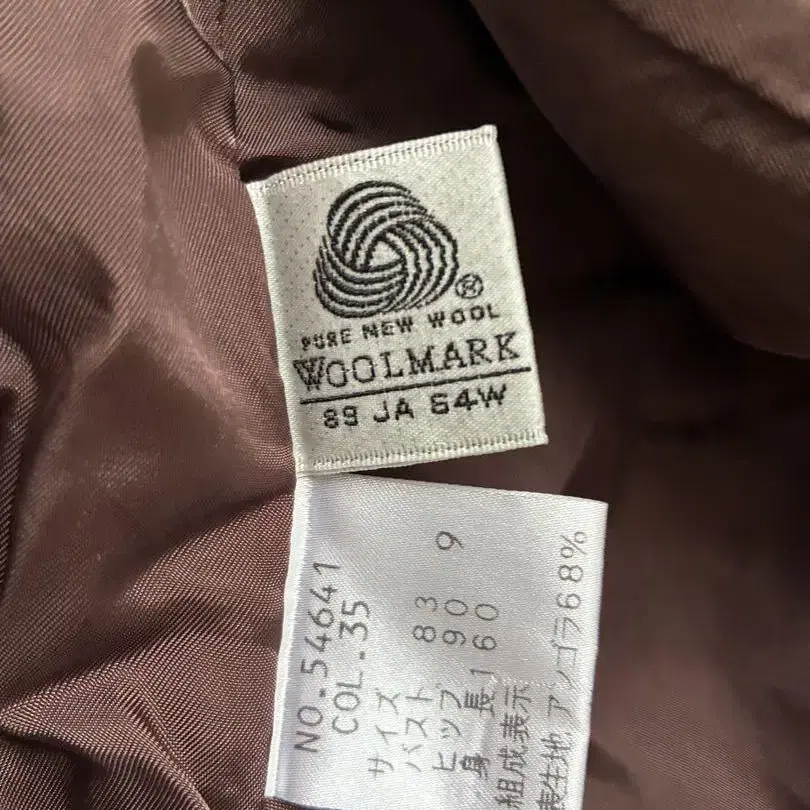 ®
PURE NEW WOOL
WOOLMARK
89 JA 64W
NO.54641
COL.35
サイズ 9
バスト 83
ヒップ 90
身長 160
組成表示
表生地 アンゴラ68%